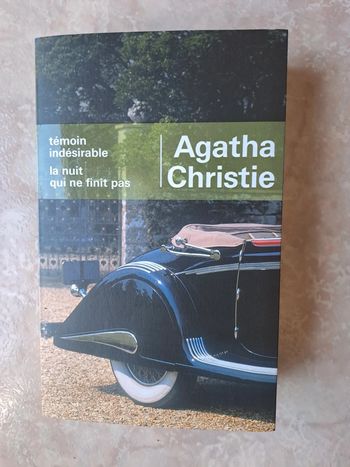 témoin
indésirable
la nuit
qui ne finit pas
Agatha
Christie